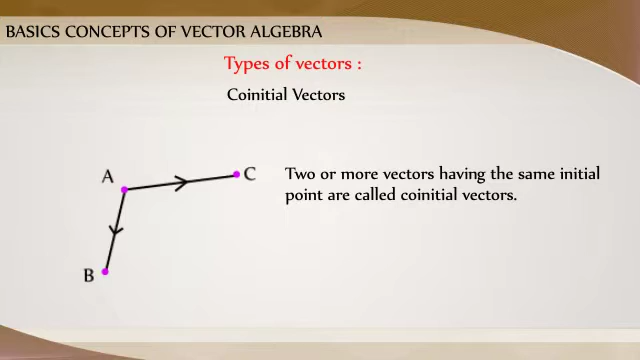 BASICS CONCEPTS OF VECTOR ALGEBRA
Types of vectors :
Coinitial Vectors
A
C
Two or more vectors having the same initial
point are called coinitial vectors.
B